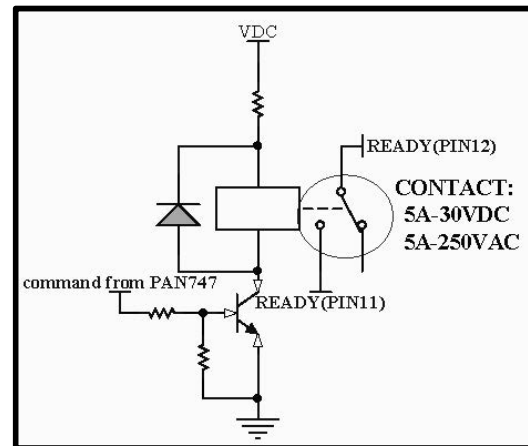 VDC
READY(PIN12)
CONTACT:
5A-30VDC
5A-250VAC
command from PAN747
READY(PIN11)